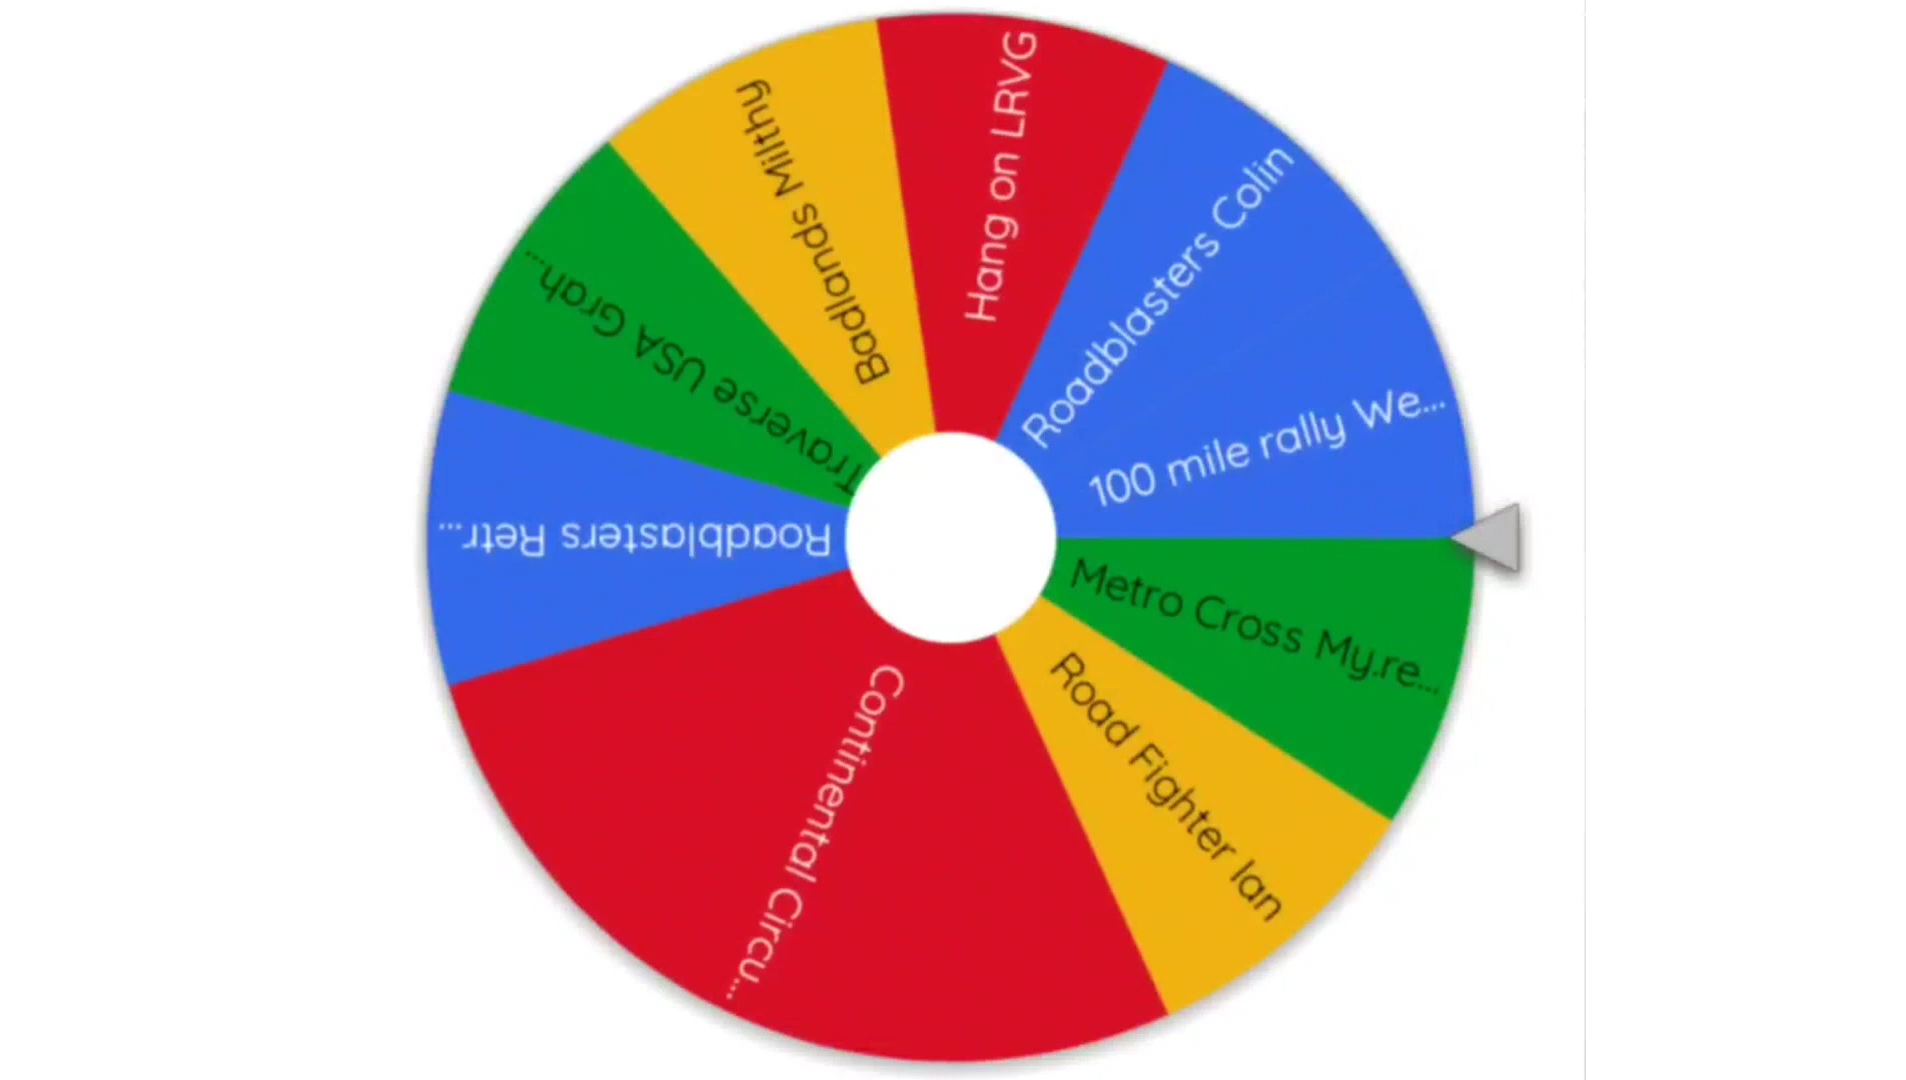 Hang on LRVG
Roadblasters Colin
100 mile rally We...
Metro Cross My.re...
Road Fighter Ian
Continental Circu...
Roadblasters Retr...
Traverse USA Grah...
Badlands Milithy